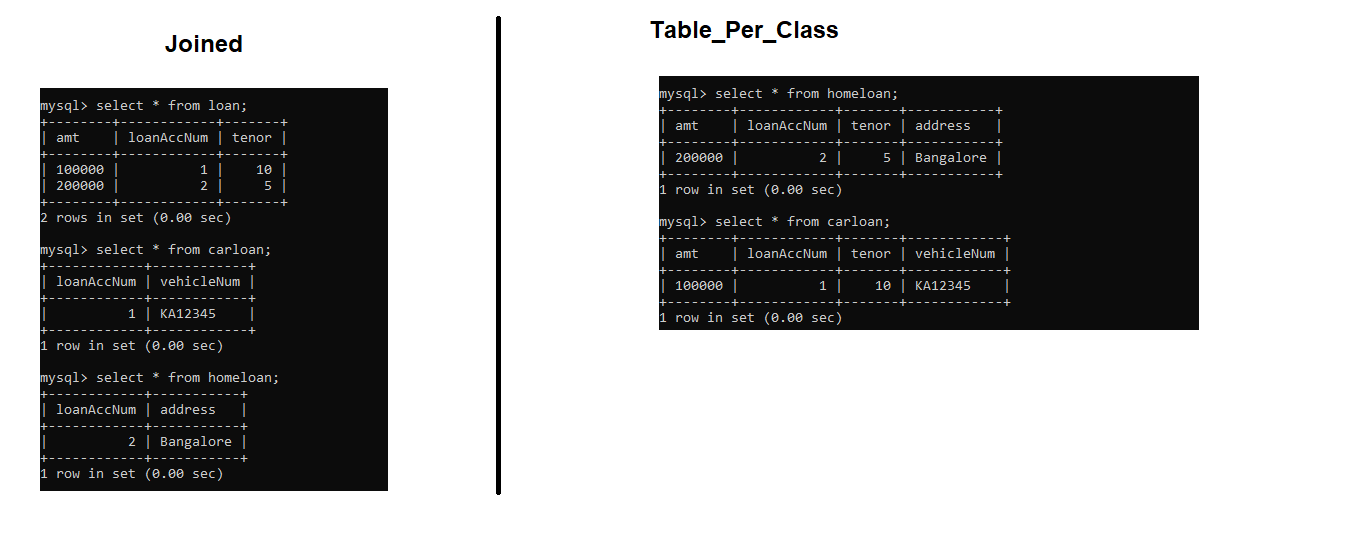 Joined
mysql> select * from loan;
+--------+------------+-------+
| amt    | loanAccNum | tenor |
+--------+------------+-------+
| 100000 |          1 |    10 |
| 200000 |          2 |     5 |
+--------+------------+-------+
2 rows in set (0.00 sec)
mysql> select * from carloan;
+------------+------------+
| loanAccNum | vehicleNum |
+------------+------------+
|          1 | KA12345    |
+------------+------------+
1 row in set (0.00 sec)
mysql> select * from homeloan;
+------------+-----------+
| loanAccNum | address   |
+------------+-----------+
|          2 | Bangalore |
+------------+-----------+
1 row in set (0.00 sec)
Table_Per_Class
mysql> select * from homeloan;
+--------+------------+-------+-----------+
| amt    | loanAccNum | tenor | address   |
+--------+------------+-------+-----------+
| 200000 |          2 |     5 | Bangalore |
+--------+------------+-------+-----------+
1 row in set (0.00 sec)
mysql> select * from carloan;
+--------+------------+-------+------------+
| amt    | loanAccNum | tenor | vehicleNum |
+--------+------------+-------+------------+
| 100000 |          1 |    10 | KA12345    |
+--------+------------+-------+------------+
1 row in set (0.00 sec)